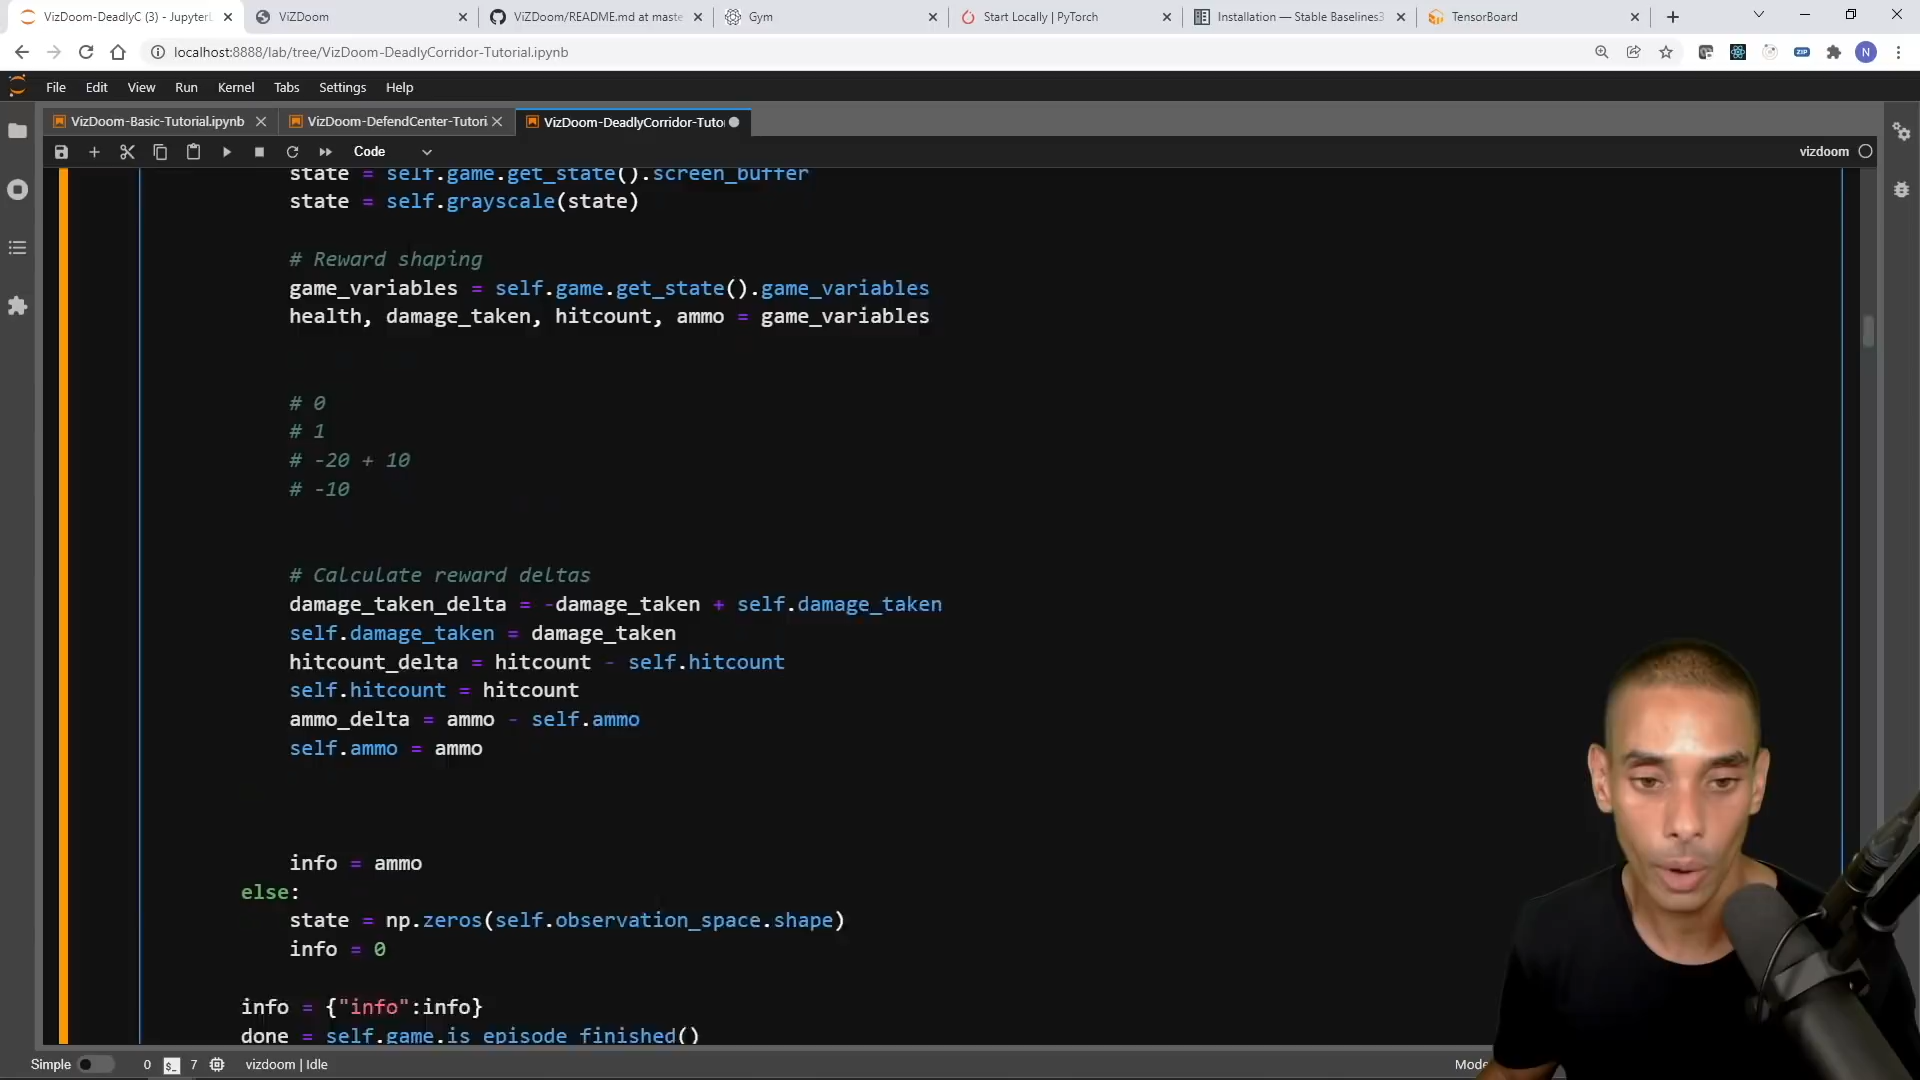 VizDoom-DeadlyC (3) - JupyterL
ViZDoom
ViZDoom/README.md at maste
Gym
Start Locally | PyTorch
Installation — Stable Baselines3
TensorBoard
localhost:8888/lab/tree/VizDoom-DeadlyCorridor-Tutorial.ipynb
ZIP
N
File Edit View Run Kernel Tabs Settings Help
VizDoom-Basic-Tutorial.ipynb
VizDoom-DefendCenter-Tutori
VizDoom-DeadlyCorridor-Tuto
Code
vizdoom
state = self.game.get_state().screen_buffer
state = self.grayscale(state)
# Reward shaping
game_variables = self.game.get_state().game_variables
health, damage_taken, hitcount, ammo = game_variables
# 0
# 1
# -20 + 10
# -10
# Calculate reward deltas
damage_taken_delta = -damage_taken + self.damage_taken
self.damage_taken = damage_taken
hitcount_delta = hitcount - self.hitcount
self.hitcount = hitcount
ammo_delta = ammo - self.ammo
self.ammo = ammo
info = ammo
else:
state = np.zeros(self.observation_space.shape)
info = 0
info = {"info":info}
done = self.game.is_episode_finished()
Simple 0 7 vizdoom | Idle
Mode